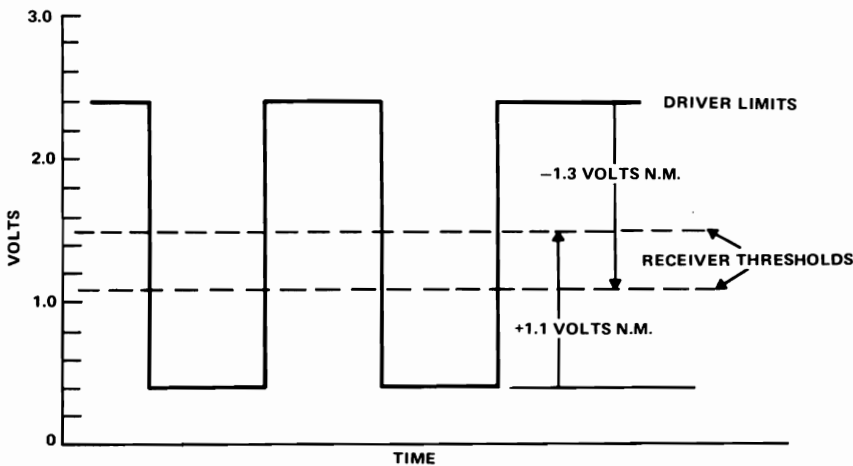 3.0
DRIVER LIMITS
2.0
−1.3 VOLTS N.M.
VOLTS
RECEIVER THRESHOLDS
1.0
+1.1 VOLTS N.M.
0
TIME